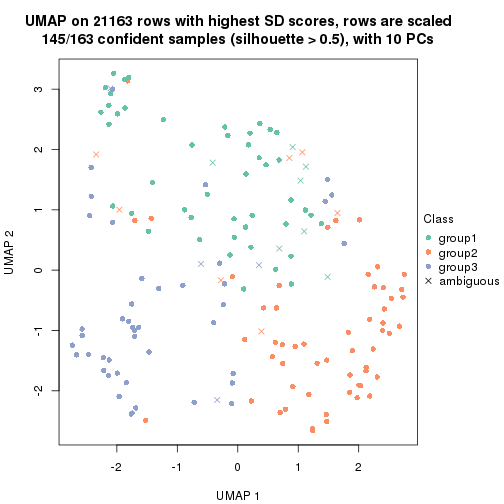 UMAP on 21163 rows with highest SD scores, rows are scaled
145/163 confident samples (silhouette > 0.5), with 10 PCs
3
2
1
0
-1
-2
UMAP 2
-2
-1
0
1
2
UMAP 1
Class
group1
group2
group3
ambiguous